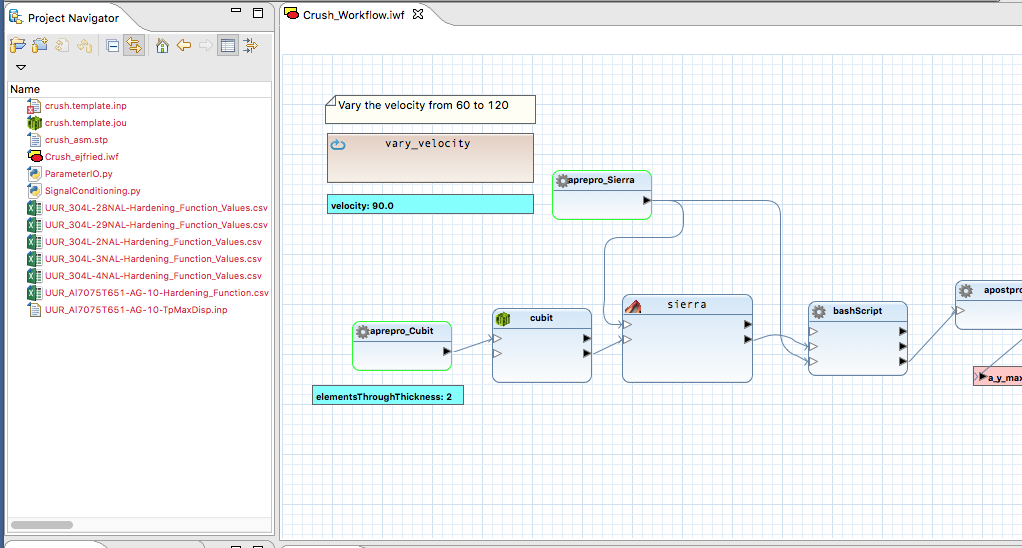 Project Navigator
Name
crush.template.inp
crush.template.jou
crush_asm.stp
Crush_ejfried.iwf
ParameterIO.py
SignalConditioning.py
UUR_304L-28NAL-Hardening_Function_Values.csv
UUR_304L-29NAL-Hardening_Function_Values.csv
UUR_304L-2NAL-Hardening_Function_Values.csv
UUR_304L-3NAL-Hardening_Function_Values.csv
UUR_304L-4NAL-Hardening_Function_Values.csv
UUR_Al7075T651-AG-10-Hardening_Function.csv
UUR_Al7075T651-AG-10-TpMaxDisp.inp
Crush_Workflow.iwf
Vary the velocity from 60 to 120
vary_velocity
velocity: 90.0
aprepro_Sierra
aprepro_Cubit
elementsThroughThickness: 2
cubit
sierra
bashScript
apostpro
a_y_max